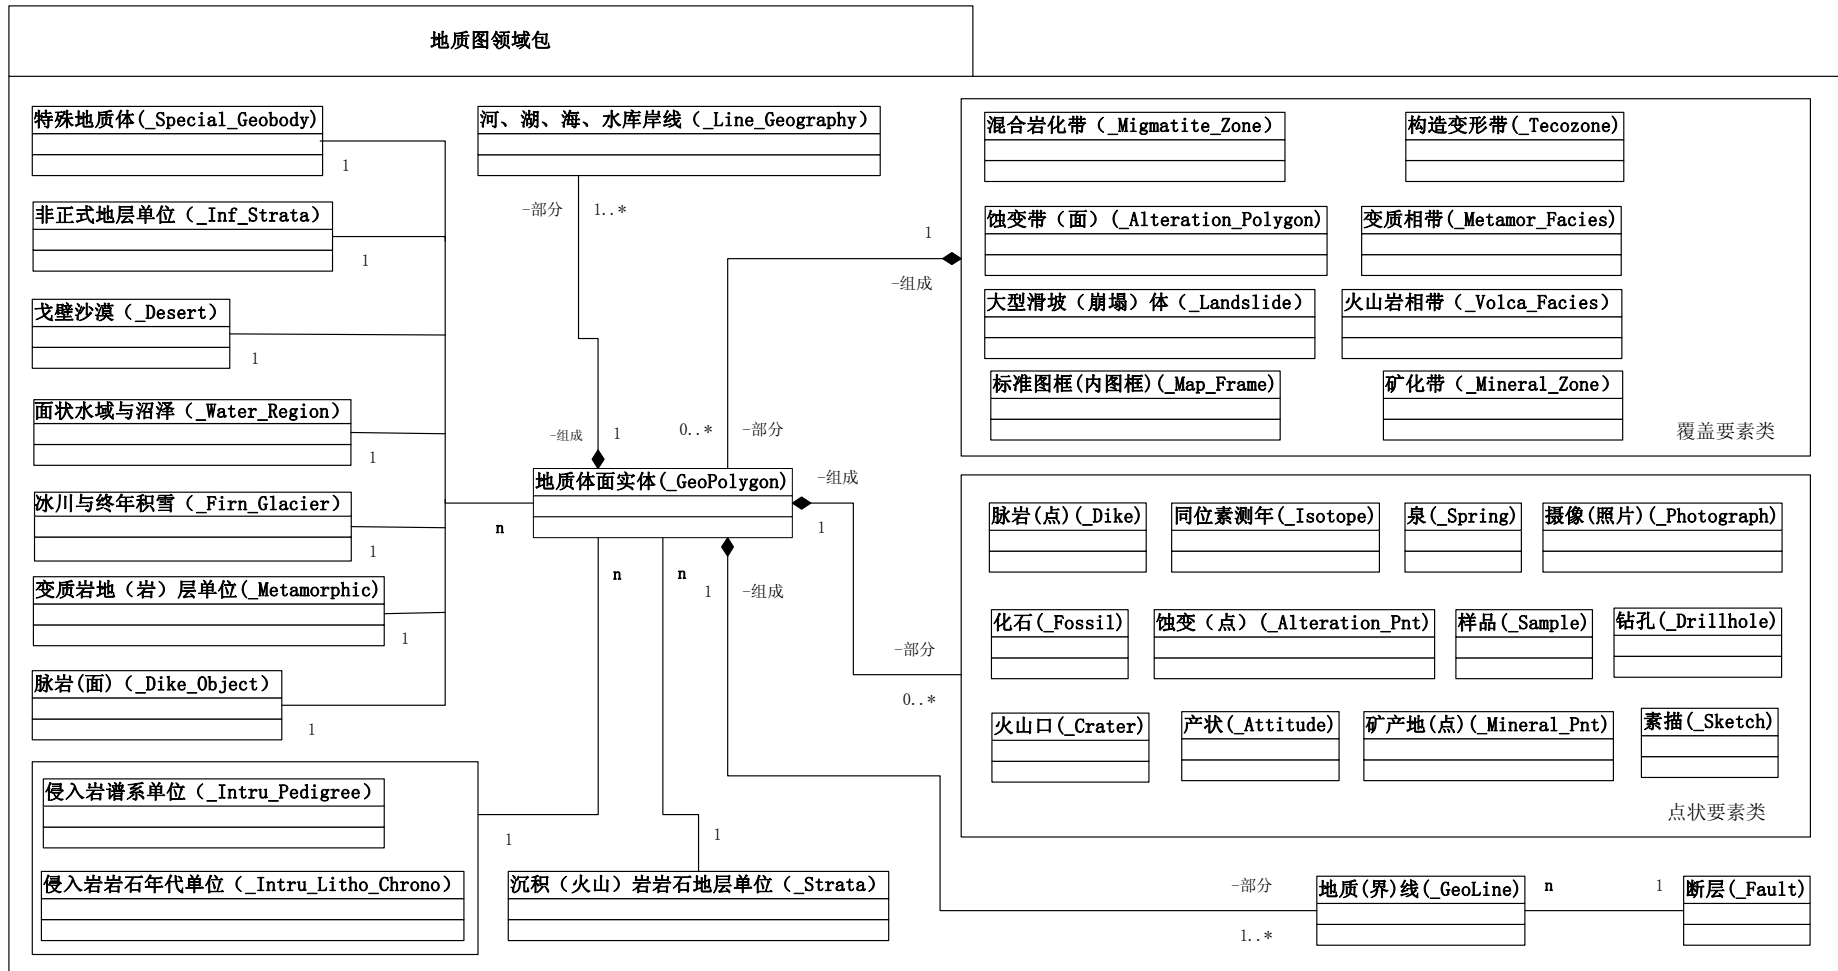 地质图领域包
特殊地质体(_Special_Geobody)
1
非正式地层单位（_Inf_Strata）
1
戈壁沙漠（_Desert）
1
面状水域与沼泽（_Water_Region）
1
冰川与终年积雪（_Firn_Glacier）
1
变质岩地（岩）层单位(_Metamorphic)
1
脉岩(面)（_Dike_Object）
1
侵入岩谱系单位（_Intru_Pedigree）
侵入岩岩石年代单位（_Intru_Litho_Chrono）
1
河、湖、海、水库岸线（_Line_Geography）
-部分
1..*
-组成
1
地质体面实体(_GeoPolygon)
n
n
n
1
沉积（火山）岩岩石地层单位（_Strata）
1
-组成
0..*
-部分
-组成
1
-部分
0..*
1
-组成
-部分
1..*
混合岩化带（_Migmatite_Zone）
构造变形带(_Tecozone)
蚀变带（面）(_Alteration_Polygon)
变质相带(_Metamor_Facies)
大型滑坡（崩塌）体（_Landslide）
火山岩相带（_Volca_Facies）
标准图框(内图框)(_Map_Frame)
矿化带（_Mineral_Zone）
覆盖要素类
脉岩(点)(_Dike)
同位素测年(_Isotope)
泉(_Spring)
摄像(照片)(_Photograph)
化石(_Fossil)
蚀变（点）(_Alteration_Pnt)
样品(_Sample)
钻孔(_Drillhole)
火山口(_Crater)
产状(_Attitude)
矿产地(点)(_Mineral_Pnt)
素描(_Sketch)
点状要素类
地质(界)线(_GeoLine)
n
1
断层(_Fault)